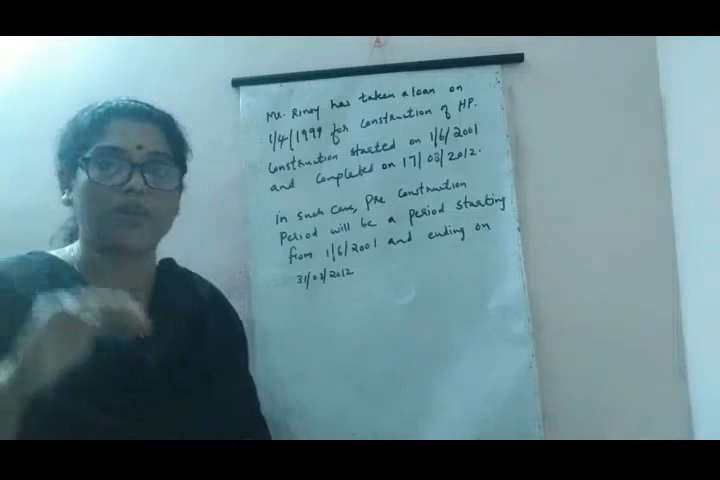 Mr. Rinoy has taken a loan on
1/4/1999 for Construction of HP.
Construction started on 1/6/2001
and Completed on 17/03/2012.
In such case, Pre Construction
Period will be a period starting
from 1/6/2001 and ending on
31/03/2012